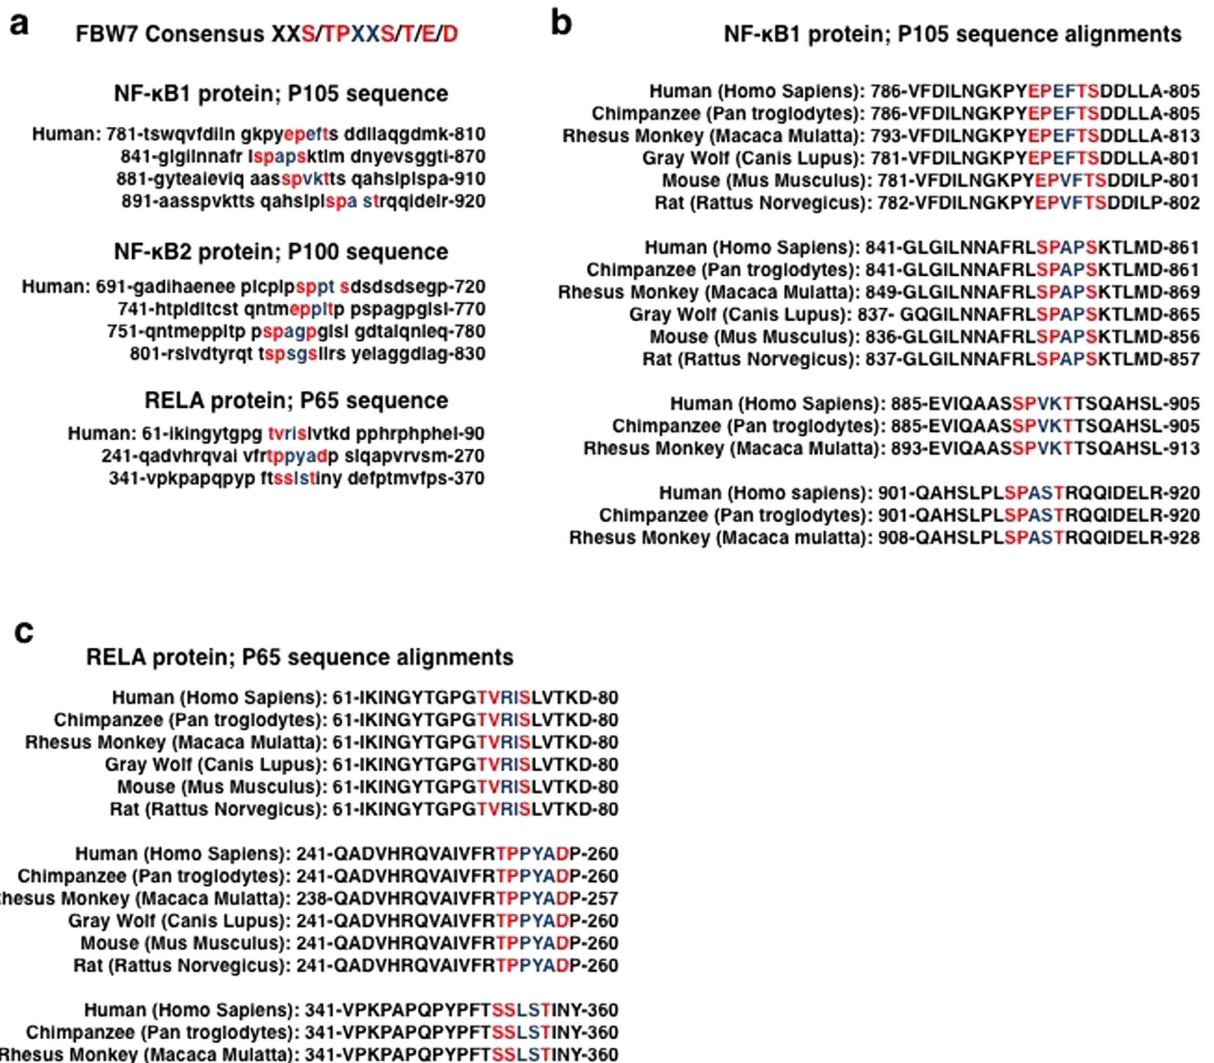 a
FBW7 Consensus XXS/TPXXS/T/E/D
NF-κB1 protein; P105 sequence
Human: 781-tswqvfdiln gkpyepefts ddllaqgdmk-810
841-glgilnnafr lspapsktlm dnyevsggti-870
881-gyteaieviq aasspvktts qahslplspa-910
891-aasspvktts qahslplspa strqqidelr-920
NF-κB2 protein; P100 sequence
Human: 691-gadihaenee plcplpsppt sdsdsdsegp-720
741-htpldltcst qntmeppltp pspagpglsl-770
751-qntmeppltp pspagpglsl gdtalqnleq-780
801-rslvdtyrqt tspsgsllrs yelaggdlag-830
RELA protein; P65 sequence
Human: 61-ikingytgpg tvrislvtkd pphrphphel-90
241-qadvhrqvai vfrtppyadp slqapvrvsm-270
341-vpkpapqpyp ftsslstiny defptmvfps-370
b
NF-κB1 protein; P105 sequence alignments
Human (Homo Sapiens): 786-VFDILNGKPYEPEFTSDDLLA-805
Chimpanzee (Pan troglodytes): 786-VFDILNGKPYEPEFTSDDLLA-805
Rhesus Monkey (Macaca Mulatta): 793-VFDILNGKPYEPEFTSDDLLA-813
Gray Wolf (Canis Lupus): 781-VFDILNGKPYEPEFTSDDLLA-801
Mouse (Mus Musculus): 781-VFDILNGKPYEPVFTSDDILP-801
Rat (Rattus Norvegicus): 782-VFDILNGKPYEPVFTSDDILP-802
Human (Homo Sapiens): 841-GLGILNNAFRLSPAPSKTLMD-861
Chimpanzee (Pan troglodytes): 841-GLGILNNAFRLSPAPSKTLMD-861
Rhesus Monkey (Macaca Mulatta): 849-GLGILNNAFRLSPAPSKTLMD-869
Gray Wolf (Canis Lupus): 837- GQGILNNAFRLSPAPSKTLMD-865
Mouse (Mus Musculus): 836-GLGILNNAFRLSPAPSKTLMD-856
Rat (Rattus Norvegicus): 837-GLGILNNAFRLSPAPSKTLMD-857
Human (Homo Sapiens): 885-EVIQAASSPVKTTSQAHSL-905
Chimpanzee (Pan troglodytes): 885-EVIQAASSPVKTTSQAHSL-905
Rhesus Monkey (Macaca Mulatta): 893-EVIQAASSPVKTTSQAHSL-913
Human (Homo sapiens): 901-QAHSLPLSPASTRQQIDELR-920
Chimpanzee (Pan troglodytes): 901-QAHSLPLSPASTRQQIDELR-920
Rhesus Monkey (Macaca mulatta): 908-QAHSLPLSPASTRQQIDELR-928
c
RELA protein; P65 sequence alignments
Human (Homo Sapiens): 61-IKINGYTGPGTVRISLVTKD-80
Chimpanzee (Pan troglodytes): 61-IKINGYTGPGTVRISLVTKD-80
Rhesus Monkey (Macaca Mulatta): 61-IKINGYTGPGTVRISLVTKD-80
Gray Wolf (Canis Lupus): 61-IKINGYTGPGTVRISLVTKD-80
Mouse (Mus Musculus): 61-IKINGYTGPGTVRISLVTKD-80
Rat (Rattus Norvegicus): 61-IKINGYTGPGTVRISLVTKD-80
Human (Homo Sapiens): 241-QADVHRQVAIVFRTPPYADP-260
Chimpanzee (Pan troglodytes): 241-QADVHRQVAIVFRTPPYADP-260
hesus Monkey (Macaca Mulatta): 238-QADVHRQVAIVFRTPPYADP-257
Gray Wolf (Canis Lupus): 241-QADVHRQVAIVFRTPPYADP-260
Mouse (Mus Musculus): 241-QADVHRQVAIVFRTPPYADP-260
Rat (Rattus Norvegicus): 241-QADVHRQVAIVFRTPPYADP-260
Human (Homo Sapiens): 341-VPKPAPQPYPFTSSLSTINY-360
Chimpanzee (Pan troglodytes): 341-VPKPAPQPYPFTSSLSTINY-360
Rhesus Monkey (Macaca Mulatta): 341-VPKPAPQPYPFTSSLSTINY-360